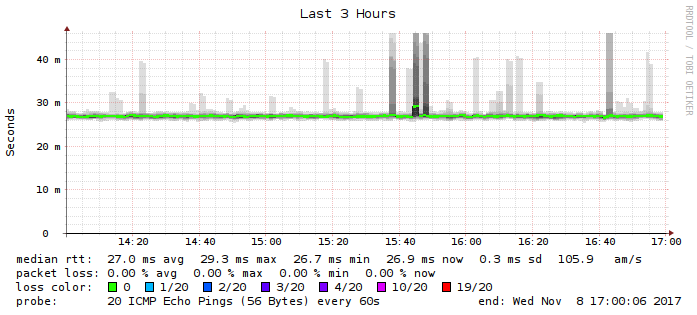 Last 3 Hours
RRDTOOL / TOBI OETIKER
Seconds
40 m
30 m
20 m
10 m
0
14:20 14:40 15:00 15:20 15:40 16:00 16:20 16:40 17:00
median rtt: 27.0 ms avg 29.3 ms max 26.7 ms min 26.9 ms now 0.3 ms sd 105.9 am/s
packet loss: 0.00 % avg 0.00 % max 0.00 % min 0.00 % now
loss color: 0 1/20 2/20 3/20 4/20 10/20 19/20
probe: 20 ICMP Echo Pings (56 Bytes) every 60s end: Wed Nov 8 17:00:06 2017